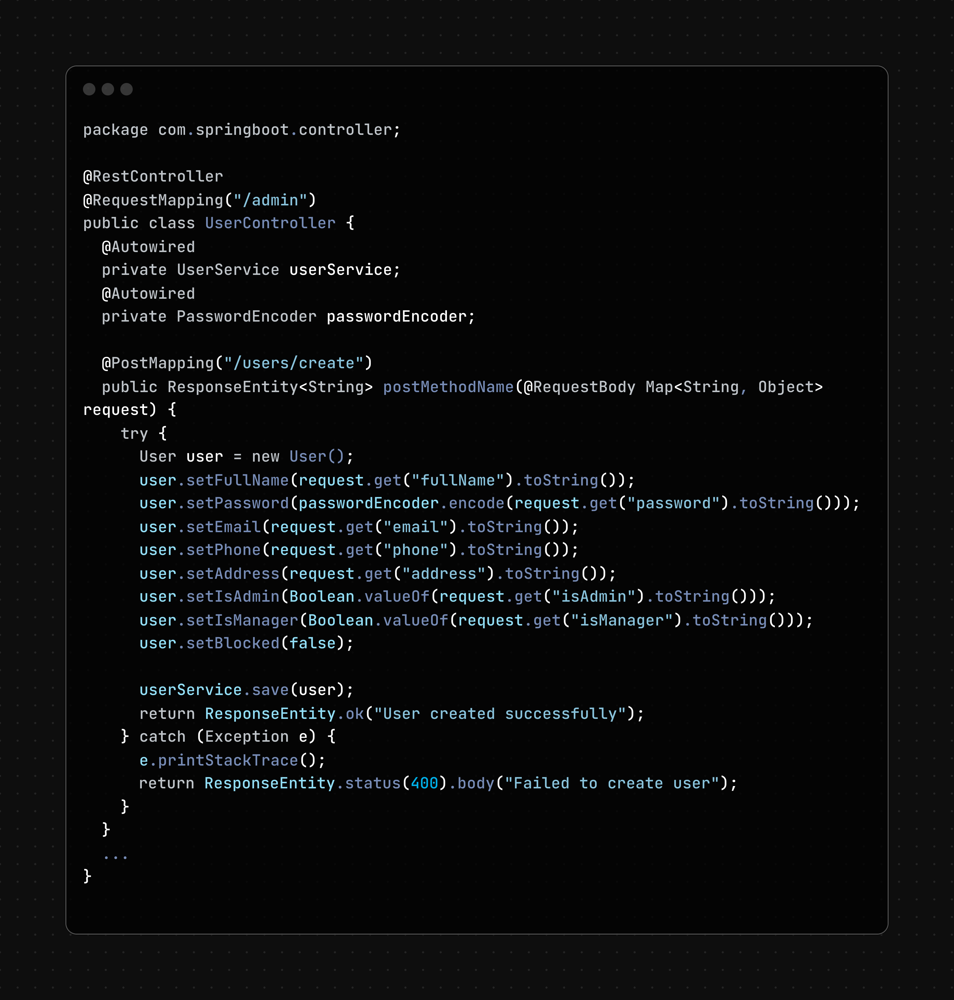 package com.springboot.controller;

@RestController
@RequestMapping("/admin")
public class UserController {
  @Autowired
  private UserService userService;
  @Autowired
  private PasswordEncoder passwordEncoder;

  @PostMapping("/users/create")
  public ResponseEntity<String> postMethodName(@RequestBody Map<String, Object>
request) {
    try {
      User user = new User();
      user.setFullName(request.get("fullName").toString());
      user.setPassword(passwordEncoder.encode(request.get("password").toString()));
      user.setEmail(request.get("email").toString());
      user.setPhone(request.get("phone").toString());
      user.setAddress(request.get("address").toString());
      user.setIsAdmin(Boolean.valueOf(request.get("isAdmin").toString()));
      user.setIsManager(Boolean.valueOf(request.get("isManager").toString()));
      user.setBlocked(false);

      userService.save(user);
      return ResponseEntity.ok("User created successfully");
    } catch (Exception e) {
      e.printStackTrace();
      return ResponseEntity.status(400).body("Failed to create user");
    }
  }
  ...
}